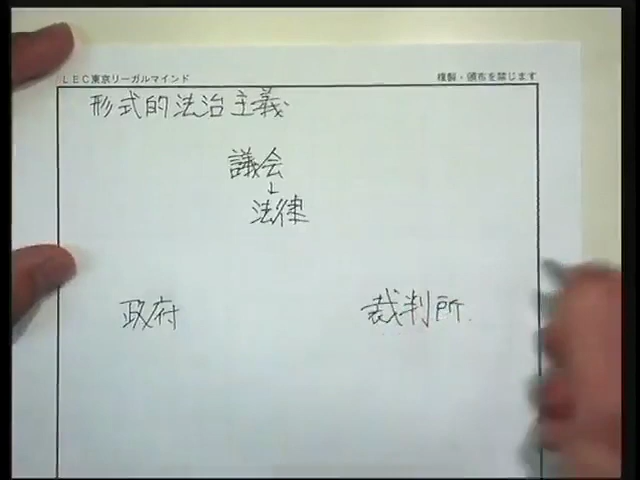 LEC東京リーガルマインド 複製・頒布を禁じます
形式的法治主義
議会
↓
法律
政府 裁判所